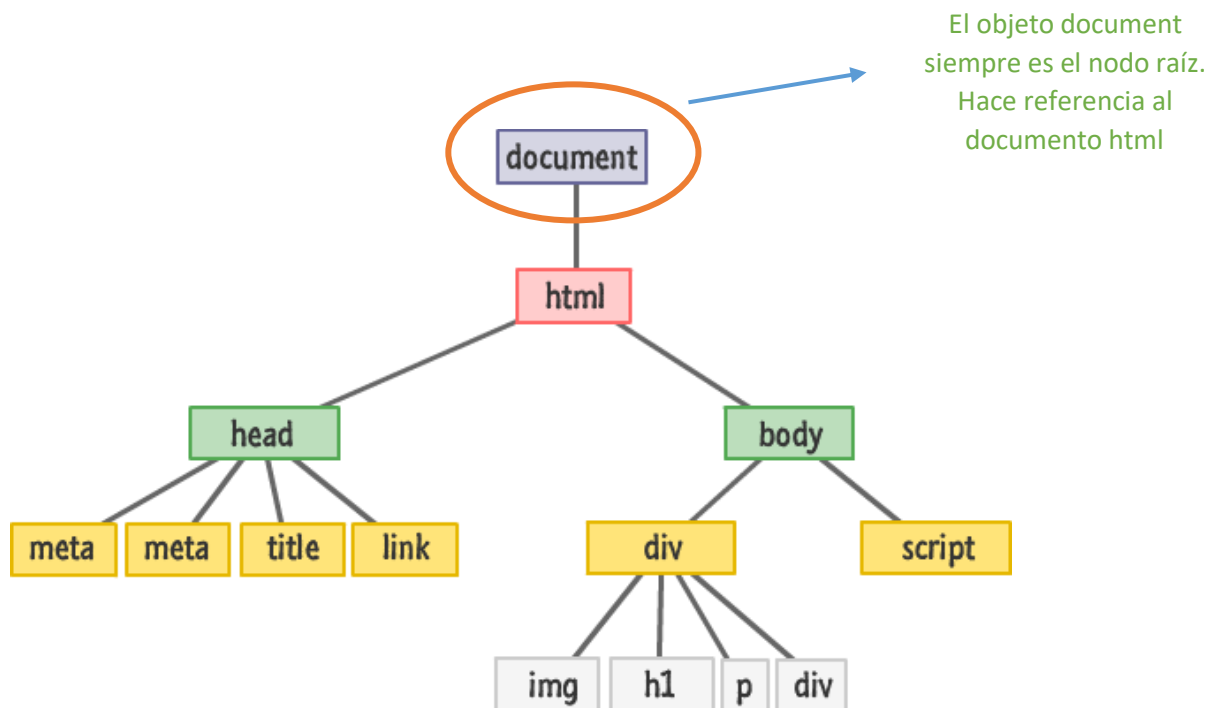 El objeto document
siempre es el nodo raíz.
Hace referencia al
documento html
document
html
head
body
meta
meta
title
link
div
script
img
h1
p
div